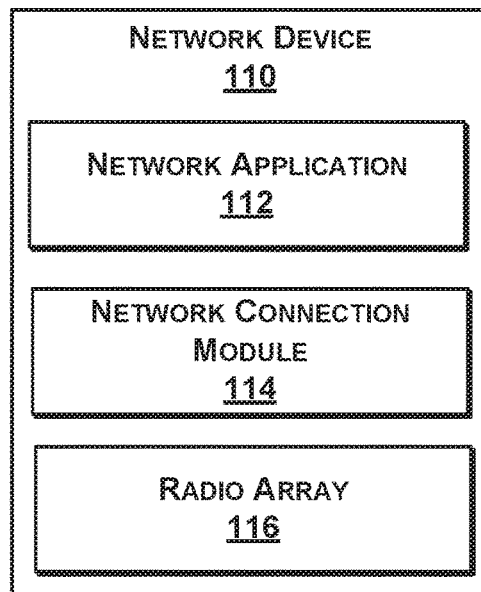 NETWORK DEVICE
110
NETWORK APPLICATION
112
NETWORK CONNECTION
MODULE
114
RADIO ARRAY
116